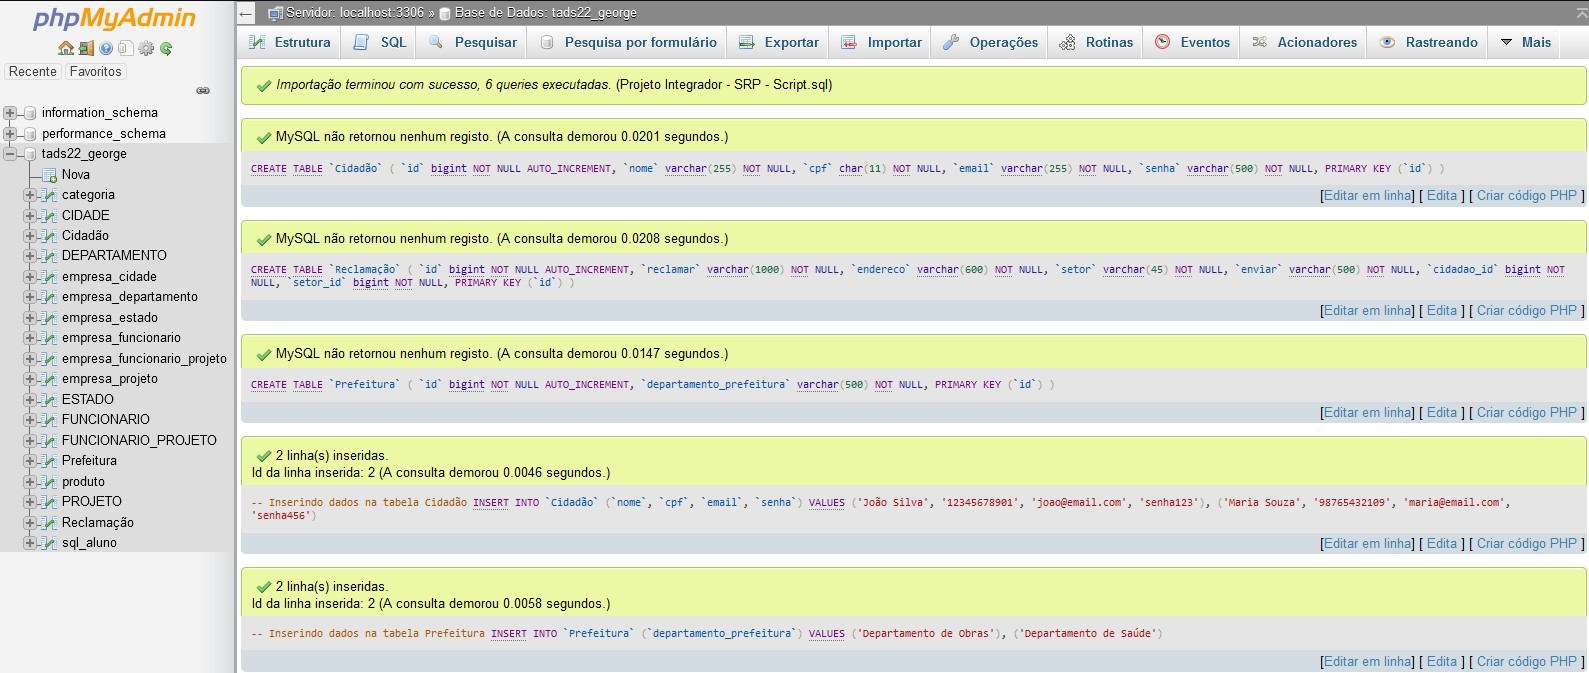 phpMyAdmin
Recente Favoritos
information_schema
performance_schema
tads22_george
Nova
categoria
CIDADE
Cidadão
DEPARTAMENTO
empresa_cidade
empresa_departamento
empresa_estado
empresa_funcionario
empresa_funcionario_projeto
empresa_projeto
ESTADO
FUNCIONARIO
FUNCIONARIO_PROJETO
Prefeitura
produto
PROJETO
Reclamação
sql_aluno
← Servidor: localhost:3306 » Base de Dados: tads22_george
Estrutura SQL Pesquisar Pesquisa por formulário Exportar Importar Operações Rotinas Eventos Acionadores Rastreando Mais
Importação terminou com sucesso, 6 queries executadas. (Projeto Integrador - SRP - Script.sql)
MySQL não retornou nenhum registo. (A consulta demorou 0.0201 segundos.)
CREATE TABLE `Cidadão` ( `id` bigint NOT NULL AUTO_INCREMENT, `nome` varchar(255) NOT NULL, `cpf` char(11) NOT NULL, `email` varchar(255) NOT NULL, `senha` varchar(500) NOT NULL, PRIMARY KEY (`id`) )
[Editar em linha] [ Edita ] [ Criar código PHP ]
MySQL não retornou nenhum registo. (A consulta demorou 0.0208 segundos.)
CREATE TABLE `Reclamação` ( `id` bigint NOT NULL AUTO_INCREMENT, `reclamar` varchar(1000) NOT NULL, `endereco` varchar(600) NOT NULL, `setor` varchar(45) NOT NULL, `enviar` varchar(500) NOT NULL, `cidadao_id` bigint NOT
NULL, `setor_id` bigint NOT NULL, PRIMARY KEY (`id`) )
[Editar em linha] [ Edita ] [ Criar código PHP ]
MySQL não retornou nenhum registo. (A consulta demorou 0.0147 segundos.)
CREATE TABLE `Prefeitura` ( `id` bigint NOT NULL AUTO_INCREMENT, `departamento_prefeitura` varchar(500) NOT NULL, PRIMARY KEY (`id`) )
[Editar em linha] [ Edita ] [ Criar código PHP ]
2 linha(s) inseridas.
Id da linha inserida: 2 (A consulta demorou 0.0046 segundos.)
-- Inserindo dados na tabela Cidadão INSERT INTO `Cidadão` (`nome`, `cpf`, `email`, `senha`) VALUES ('João Silva', '12345678901', 'joao@email.com', 'senha123'), ('Maria Souza', '98765432109', 'maria@email.com',
'senha456')
[Editar em linha] [ Edita ] [ Criar código PHP ]
2 linha(s) inseridas.
Id da linha inserida: 2 (A consulta demorou 0.0058 segundos.)
-- Inserindo dados na tabela Prefeitura INSERT INTO `Prefeitura` (`departamento_prefeitura`) VALUES ('Departamento de Obras'), ('Departamento de Saúde')
[Editar em linha] [ Edita ] [ Criar código PHP ]